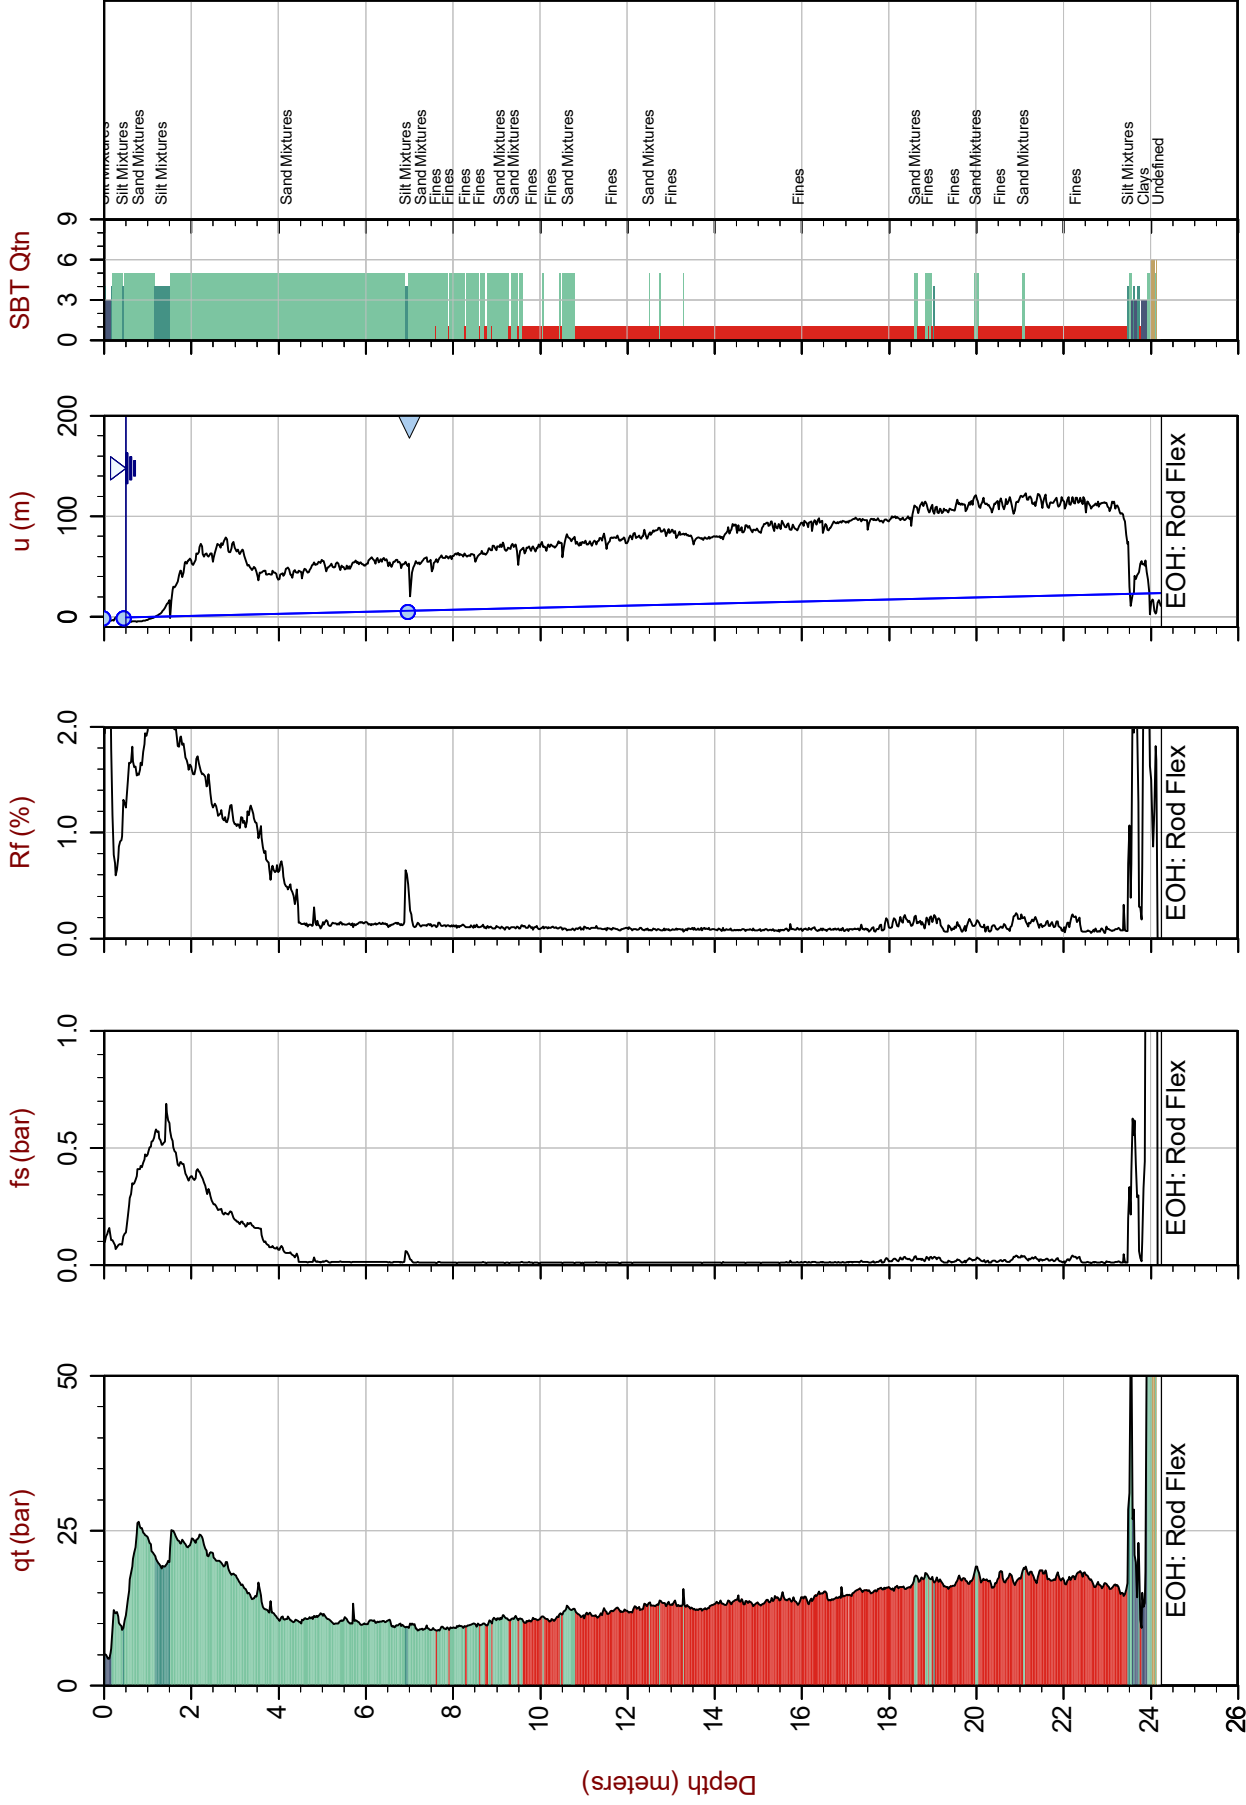 Depth (meters)
0
2
4
6
8
10
12
14
16
18
20
22
24
26
qt (bar)
0
25
50
EOH: Rod Flex
fs (bar)
0.0
0.5
1.0
EOH: Rod Flex
Rf (%)
0.0
1.0
2.0
EOH: Rod Flex
u (m)
0
100
200
EOH: Rod Flex
SBT Qtn
0
3
6
9
Silt Mixtures
Silt Mixtures
Sand Mixtures
Silt Mixtures
Sand Mixtures
Silt Mixtures
Sand Mixtures
Fines
Fines
Fines
Fines
Sand Mixtures
Sand Mixtures
Fines
Fines
Sand Mixtures
Fines
Sand Mixtures
Fines
Fines
Sand Mixtures
Fines
Fines
Sand Mixtures
Fines
Sand Mixtures
Fines
Silt Mixtures
Clays
Undefined